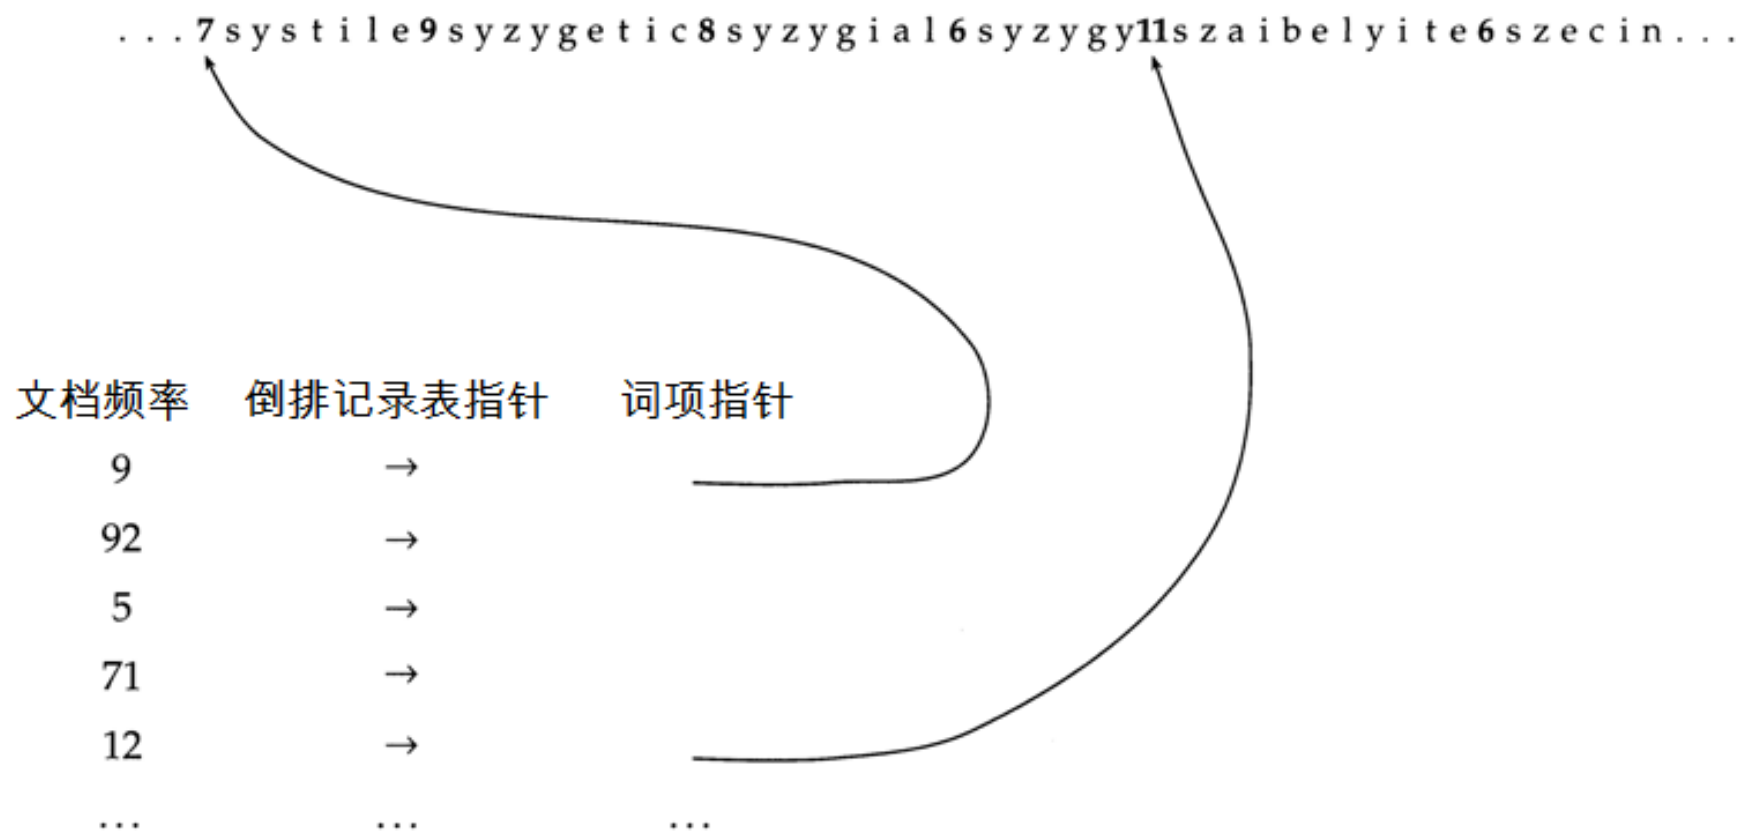 ...7systile9syzygetic8syzygial6syzygy11szaibelyite6szecin...
文档频率 倒排记录表指针 词项指针
9 →
92 →
5 →
71 →
12 →
... ... ...